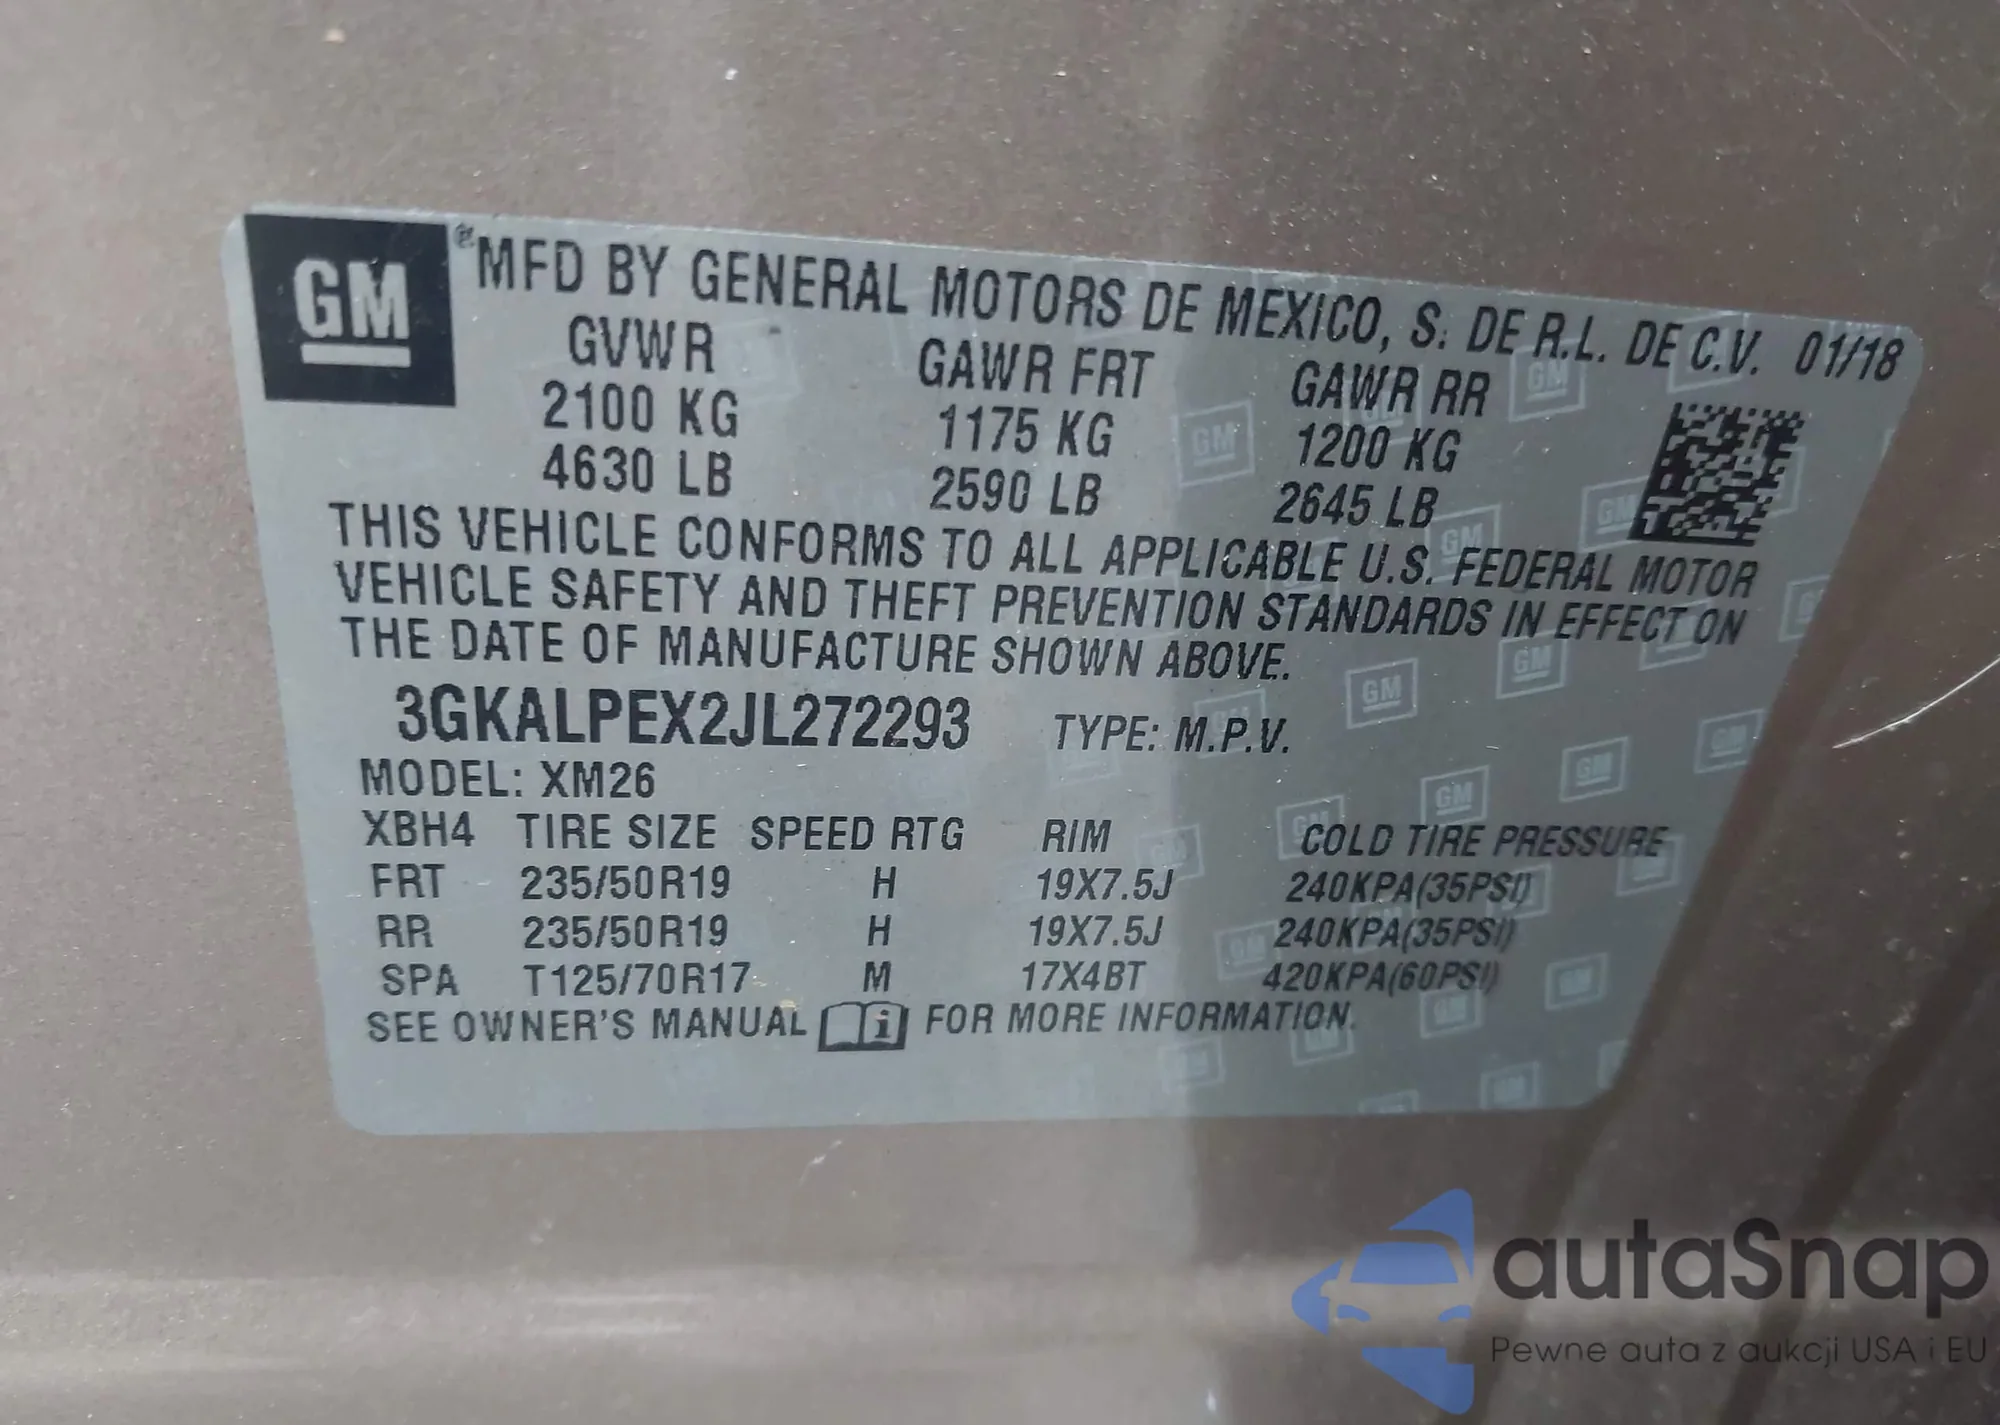 GM
® MFD BY GENERAL MOTORS DE MEXICO, S. DE R.L. DE C.V. 01/18
GVWR GAWR FRT GAWR RR
2100 KG 1175 KG 1200 KG
4630 LB 2590 LB 2645 LB
THIS VEHICLE CONFORMS TO ALL APPLICABLE U.S. FEDERAL MOTOR
VEHICLE SAFETY AND THEFT PREVENTION STANDARDS IN EFFECT ON
THE DATE OF MANUFACTURE SHOWN ABOVE.
3GKALPEX2JL272293 TYPE: M.P.V.
MODEL: XM26
XBH4 TIRE SIZE SPEED RTG RIM COLD TIRE PRESSURE
FRT 235/50R19 H 19X7.5J 240KPA(35PSI)
RR 235/50R19 H 19X7.5J 240KPA(35PSI)
SPA T125/70R17 M 17X4BT 420KPA(60PSI)
SEE OWNER'S MANUAL i FOR MORE INFORMATION.
autaSnap
Pewne auta z aukcji USA i EU